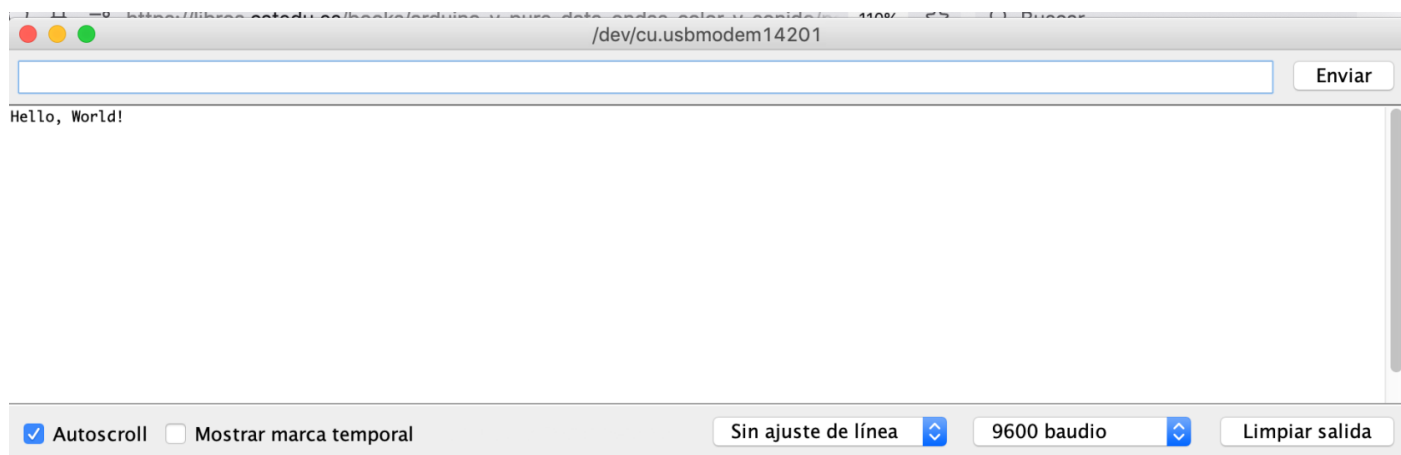 /dev/cu.usbmodem14201
Enviar
Hello, World!
Autoscroll Mostrar marca temporal Sin ajuste de línea 9600 baudio Limpiar salida